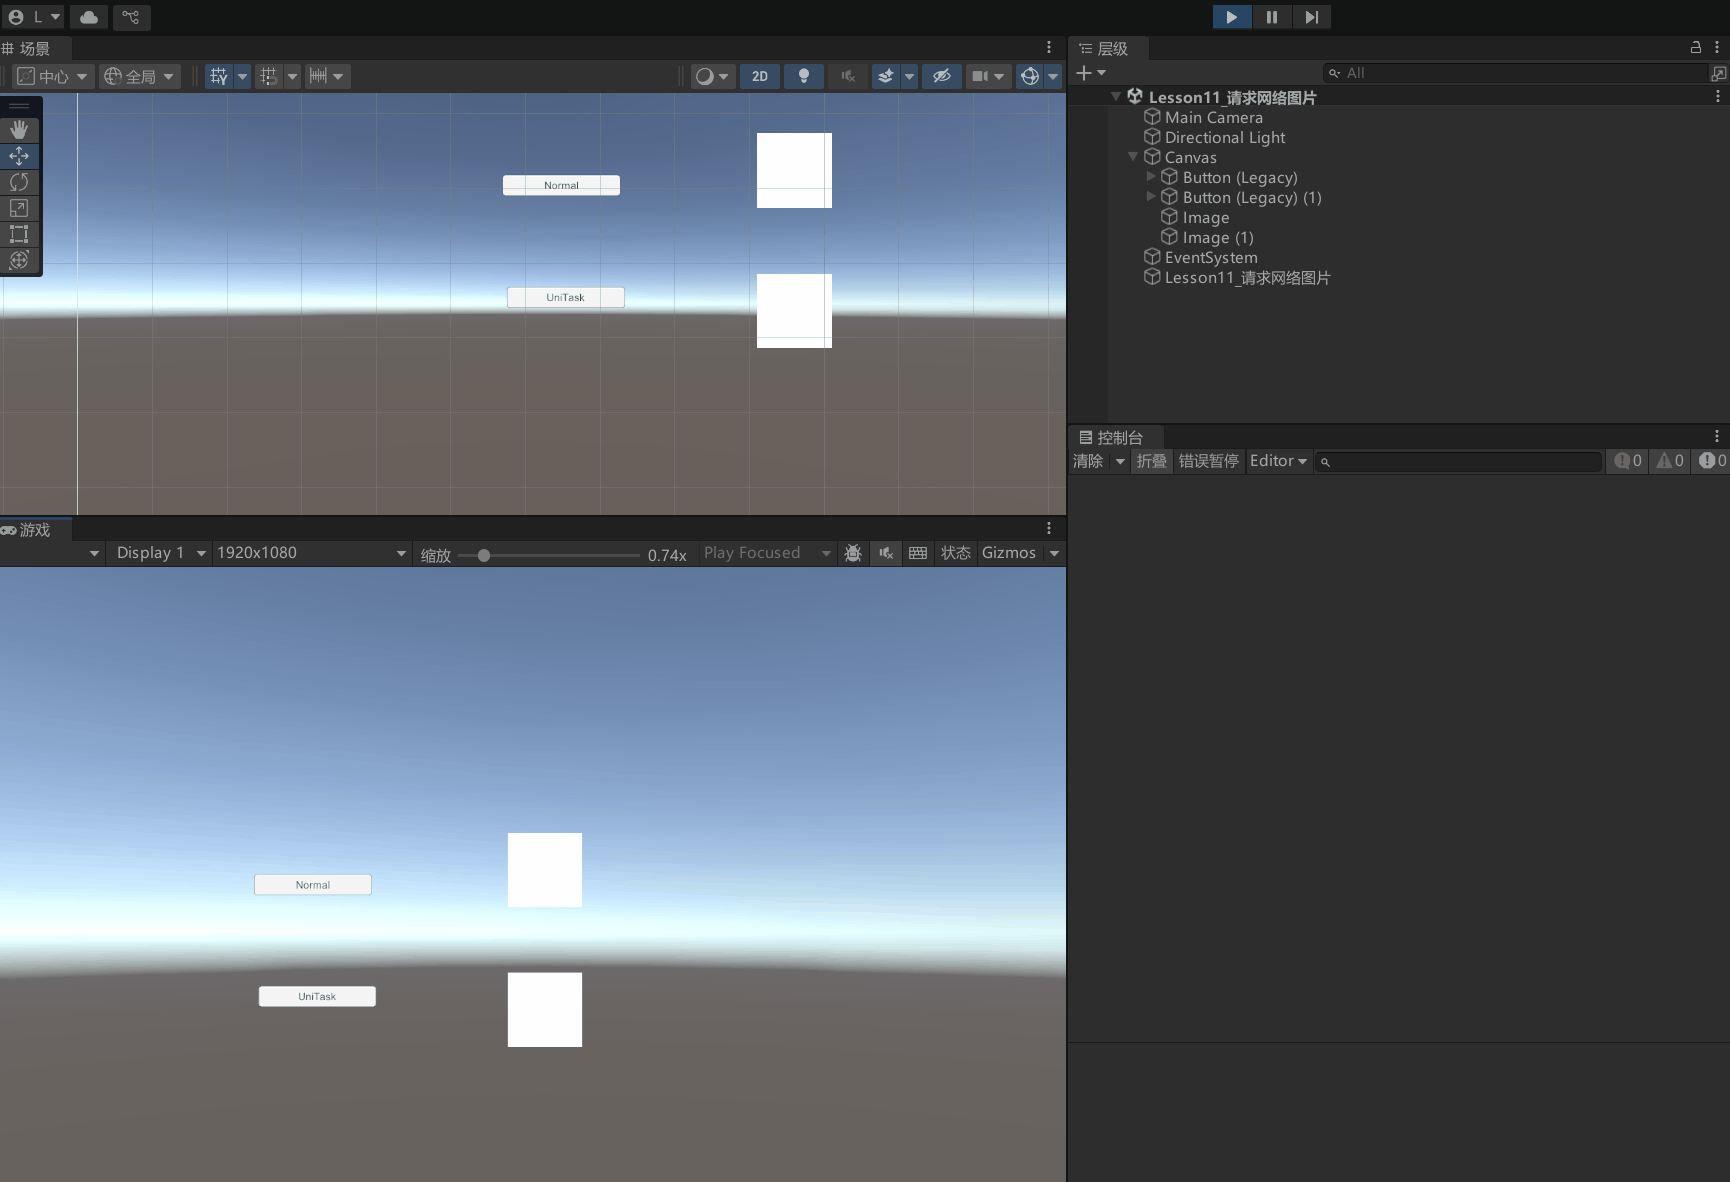 L
场景
中心
全局
2D
Normal
UniTask
层级
All
Lesson11_请求网络图片
Main Camera
Directional Light
Canvas
Button (Legacy)
Button (Legacy) (1)
Image
Image (1)
EventSystem
Lesson11_请求网络图片
控制台
清除
折叠
错误暂停
Editor
0
0
0
游戏
Display 1
1920x1080
缩放
0.74x
Play Focused
状态
Gizmos
Normal
UniTask